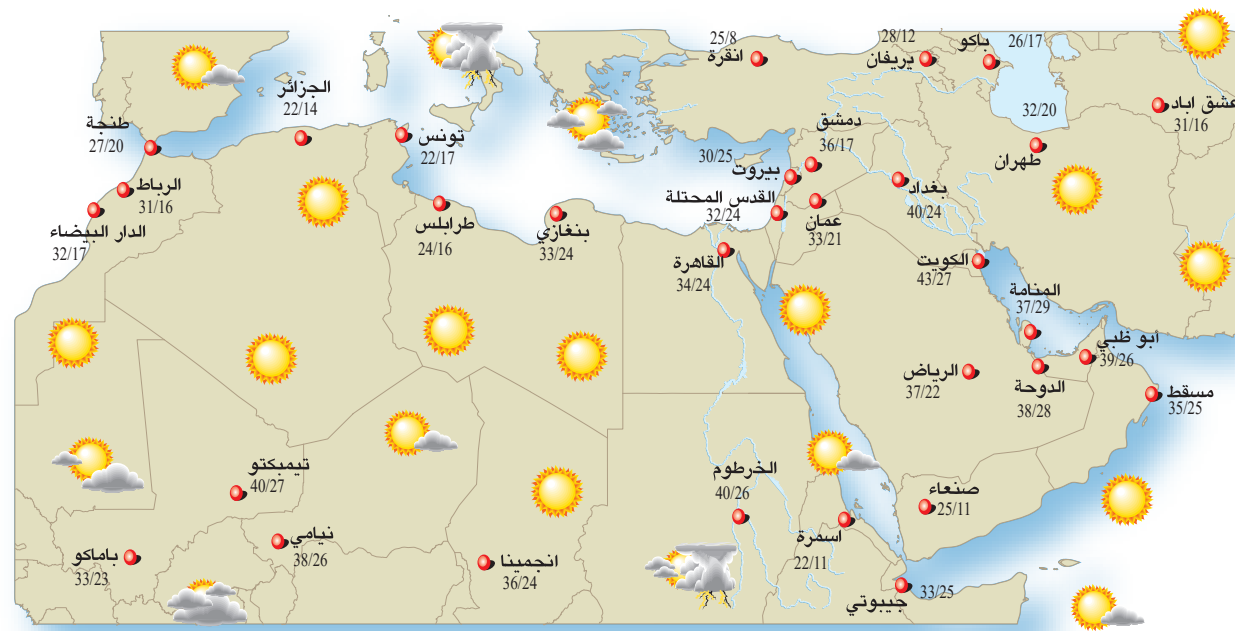 25/8
انقرة
28/12
يريفان
باكو
26/17
عشق اباد
31/16
32/20
طهران
الجزائر
22/14
طنجة
27/20
تونس
22/17
دمشق
36/17
30/25
بيروت
بغداد
40/24
الرباط
31/16
الدار البيضاء
32/17
طرابلس
24/16
بنغازي
33/24
القدس المحتلة
32/24
عمان
33/21
القاهرة
34/24
الكويت
43/27
المنامة
37/29
أبو ظبي
39/26
الرياض
37/22
الدوحة
38/28
مسقط
35/25
تيمبكتو
40/27
الخرطوم
40/26
صنعاء
25/11
اسمرة
22/11
باماكو
33/23
نيامي
38/26
انجمينا
36/24
33/25
جيبوتي